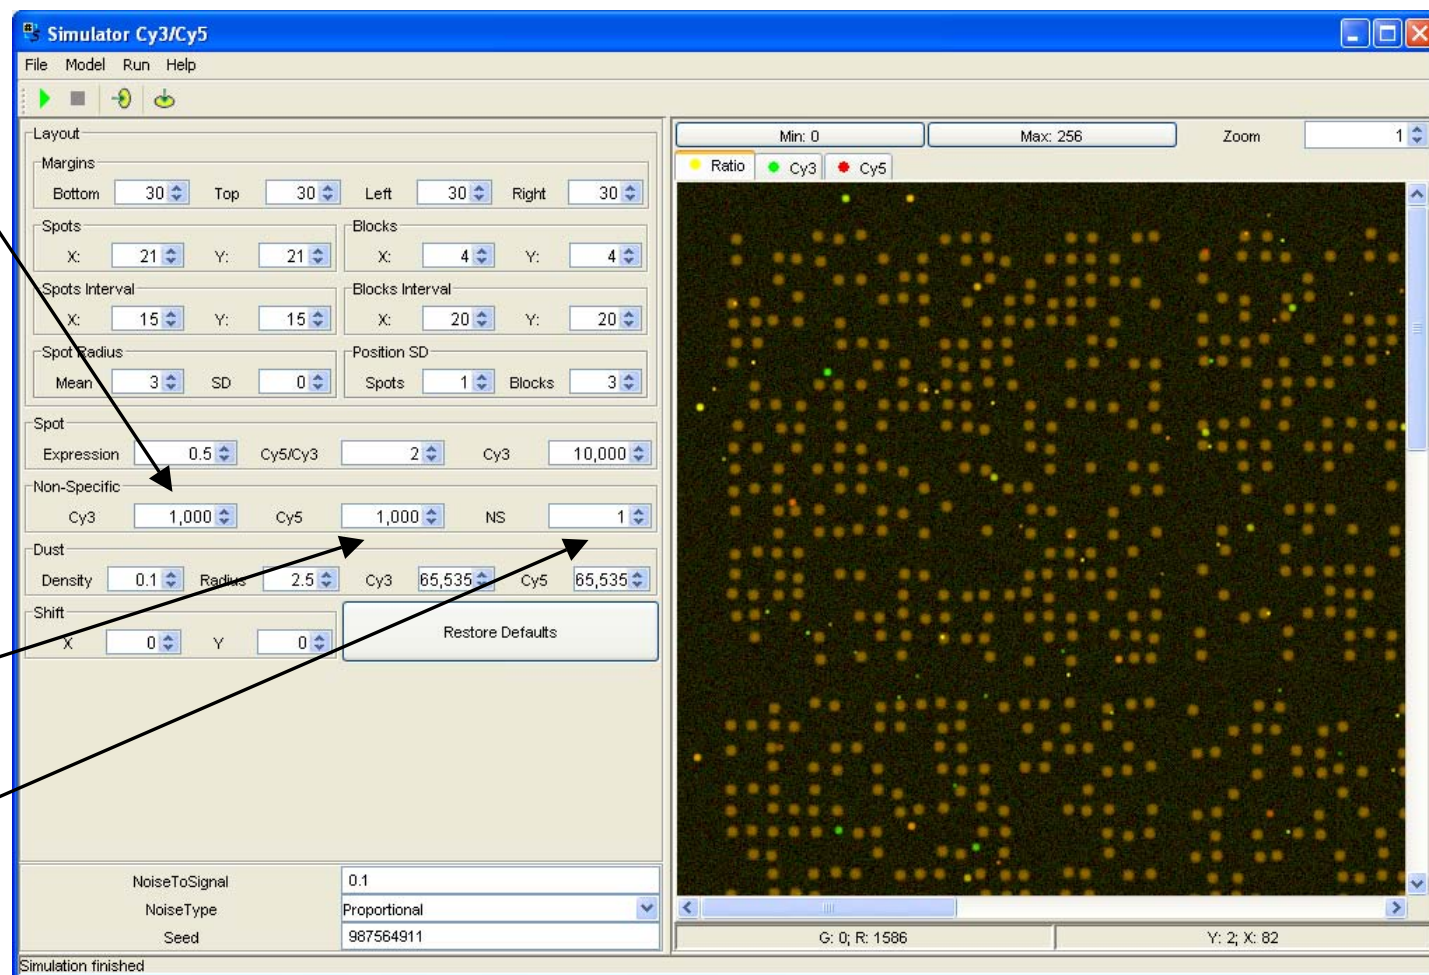 Simulator Cy3/Cy5
File Model Run Help
Layout
Margins
Bottom 30 Top 30 Left 30 Right 30
Spots
X: 21 Y: 21
Blocks
X: 4 Y: 4
Spots Interval
X: 15 Y: 15
Blocks Interval
X: 20 Y: 20
Spot Radius
Mean 3 SD 0
Position SD
Spots 1 Blocks 3
Spot
Expression 0.5 Cy5/Cy3 2 Cy3 10,000
Non-Specific
Cy3 1,000 Cy5 1,000 NS 1
Dust
Density 0.1 Radius 2.5 Cy3 65,535 Cy5 65,535
Shift
X 0 Y 0
Restore Defaults
NoiseToSignal 0.1
NoiseType Proportional
Seed 987564911
Simulation finished
Min: 0 Max: 256 Zoom 1
Ratio Cy3 Cy5
G: 0; R: 1586 Y: 2; X: 82